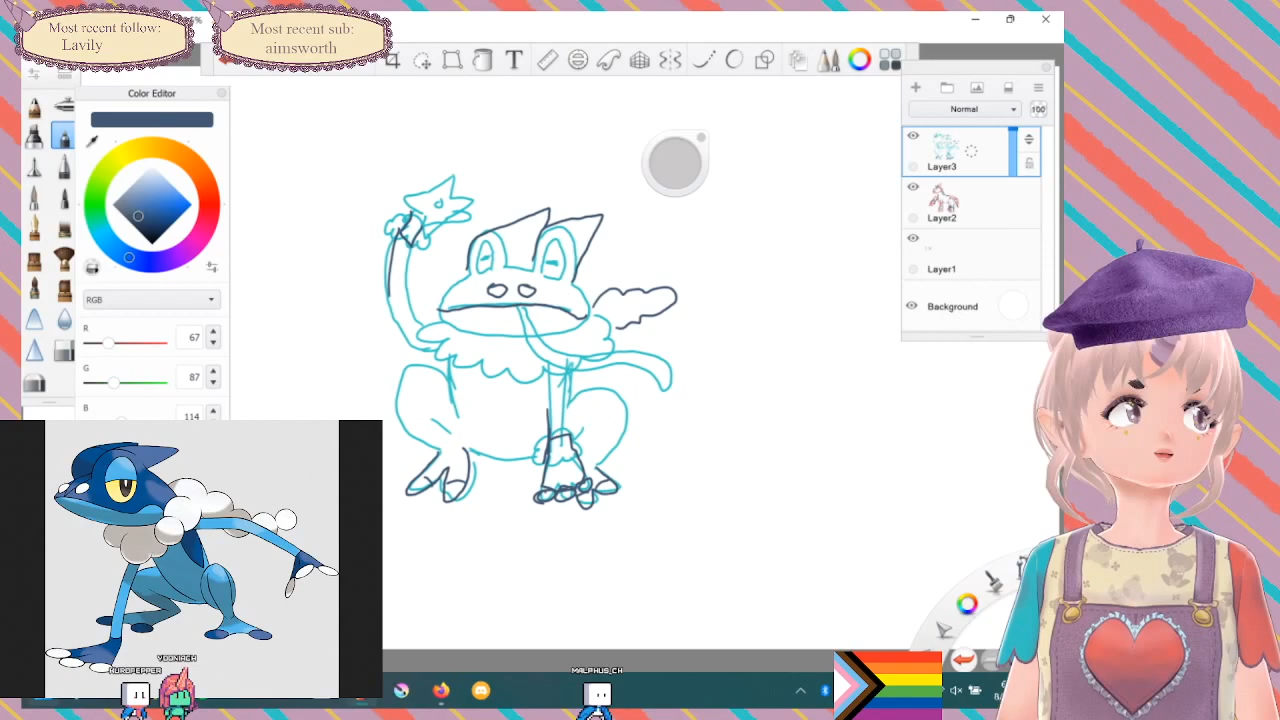 Most recent follow:
Lavily
Most recent sub:
aimsworth
Color Editor
RGB
R
67
G
87
B
114
Normal
100
Layer3
Layer2
Layer1
Background
VOONIACH
MALPHUS_CH